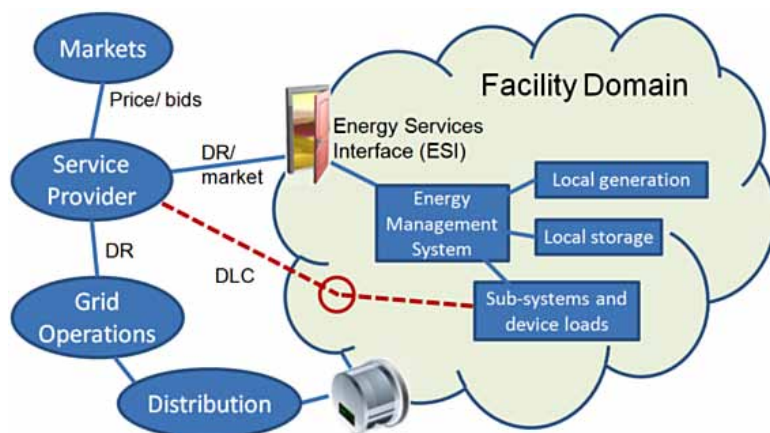 Markets
Price/ bids
Facility Domain
Energy Services
Interface (ESI)
DR/
market
Service
Provider
Energy
Management
System
Local generation
Local storage
DR
DLC
Sub-systems and
device loads
Grid
Operations
Distribution